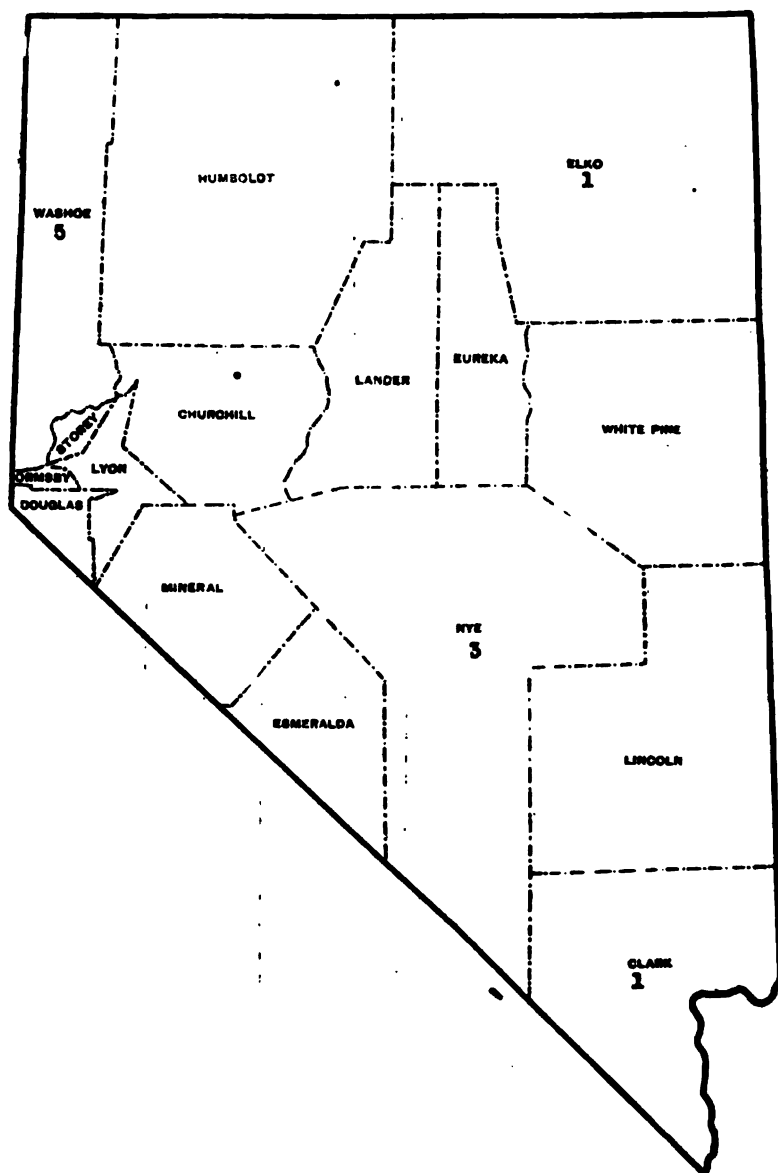 ELKO
1
HUMBOLDT
WASHOE
5
EUREKA
LANDER
CHURCHILL
WHITE PINE
STOREY
LYON
ORMSBY
DOUGLAS
MINERAL
NYE
3
ESMERALDA
LINCOLN
CLARK
1